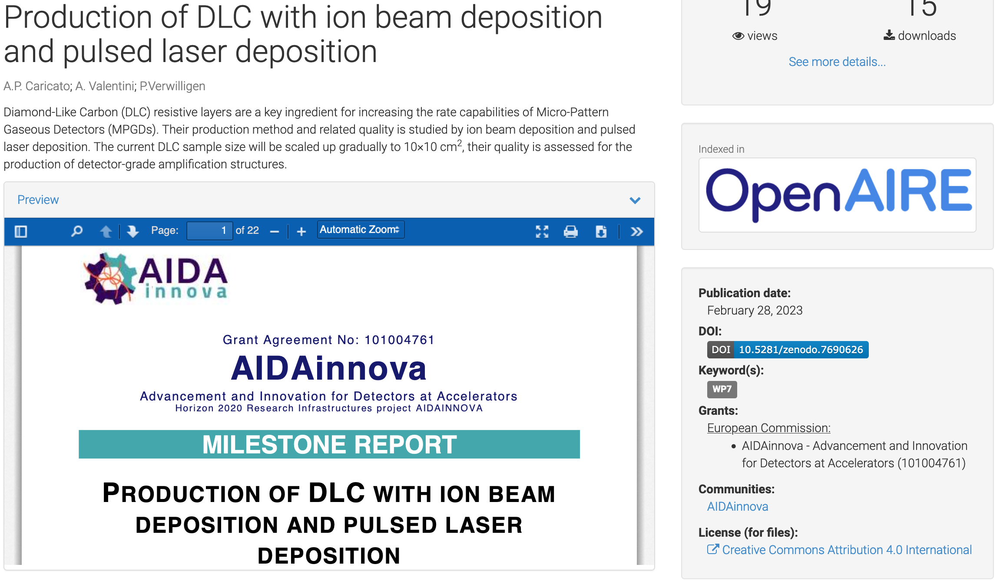 Production of DLC with ion beam deposition
and pulsed laser deposition
A.P. Caricato; A. Valentini; P.Verwilligen
Diamond-Like Carbon (DLC) resistive layers are a key ingredient for increasing the rate capabilities of Micro-Pattern
Gaseous Detectors (MPGDs). Their production method and related quality is studied by ion beam deposition and pulsed
laser deposition. The current DLC sample size will be scaled up gradually to 10×10 cm², their quality is assessed for the
production of detector-grade amplification structures.
Preview
Page: 1 of 22 Automatic Zoom
AIDA
innova
Grant Agreement No: 101004761
AIDAinnova
Advancement and Innovation for Detectors at Accelerators
Horizon 2020 Research Infrastructures project AIDAINNOVA
MILESTONE REPORT
PRODUCTION OF DLC WITH ION BEAM
DEPOSITION AND PULSED LASER
DEPOSITION
19 15
views downloads
See more details...
Indexed in
OpenAIRE
Publication date:
February 28, 2023
DOI:
DOI 10.5281/zenodo.7690626
Keyword(s):
WP7
Grants:
European Commission:
• AIDAinnova - Advancement and Innovation
for Detectors at Accelerators (101004761)
Communities:
AIDAinnova
License (for files):
Creative Commons Attribution 4.0 International